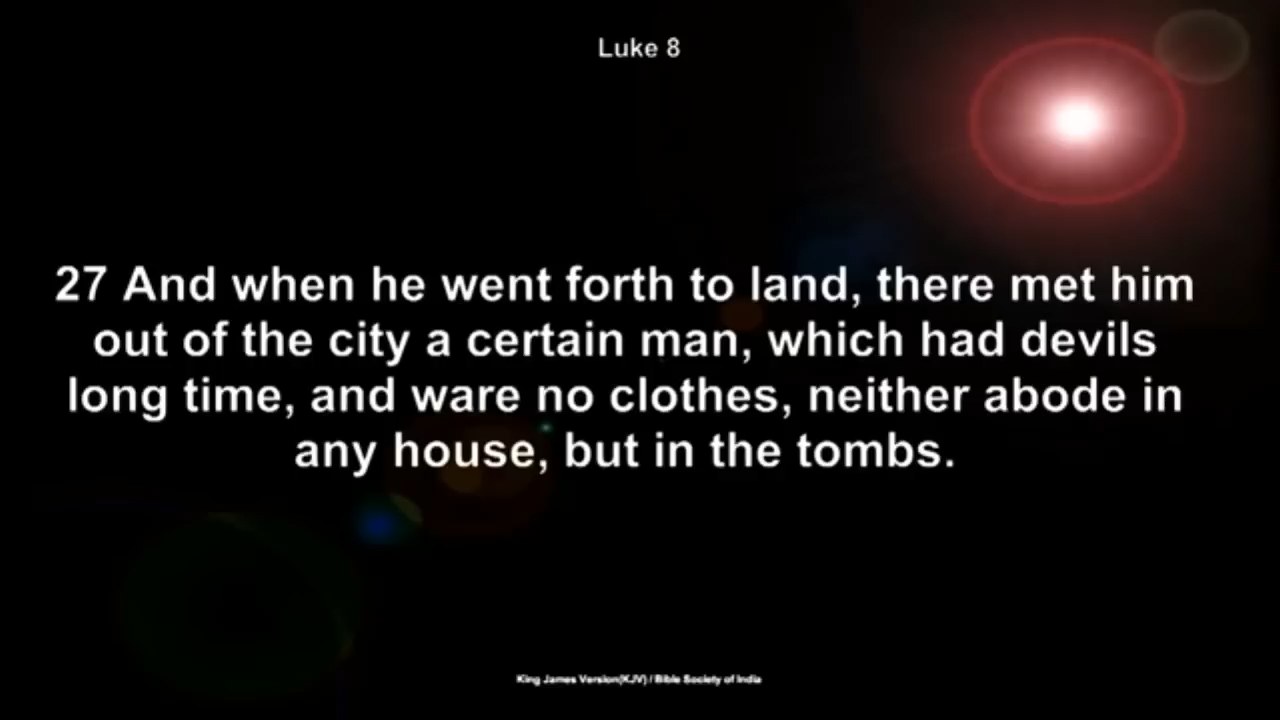 Luke 8
27 And when he went forth to land, there met him
out of the city a certain man, which had devils
long time, and ware no clothes, neither abode in
any house, but in the tombs.
King James Version(KJV) / Bible Society of India